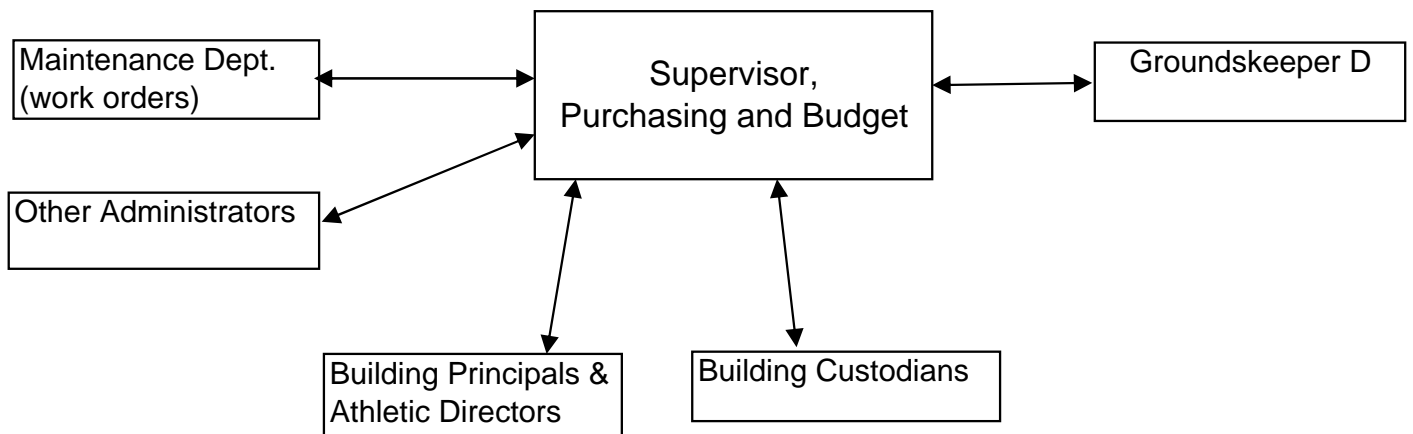 Maintenance Dept.
(work orders)
Supervisor,
Purchasing and Budget
Groundskeeper D
Other Administrators
Building Principals &
Athletic Directors
Building Custodians